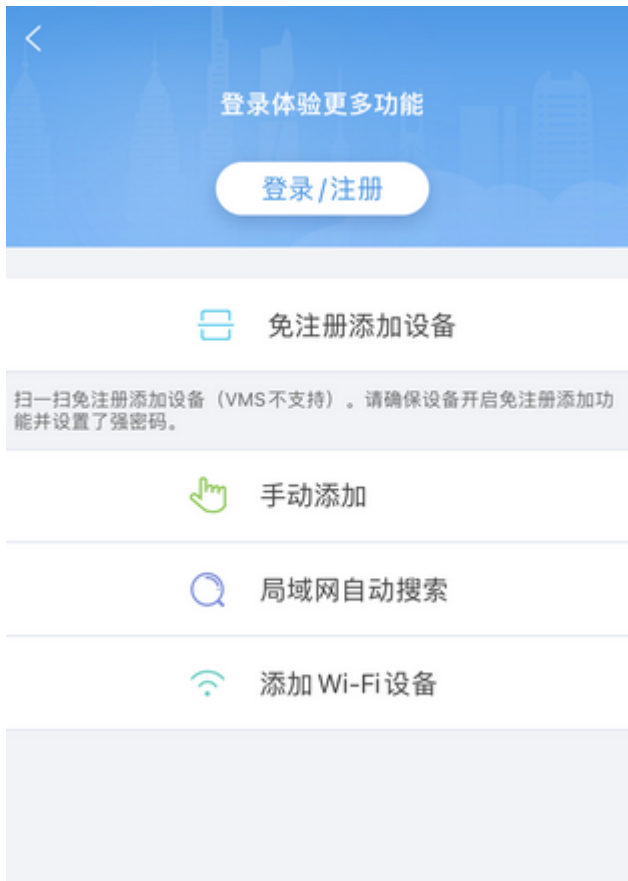 登录体验更多功能
登录/注册
免注册添加设备
扫一扫免注册添加设备（VMS不支持）。请确保设备开启免注册添加功
能并设置了强密码。
手动添加
局域网自动搜索
添加Wi-Fi设备